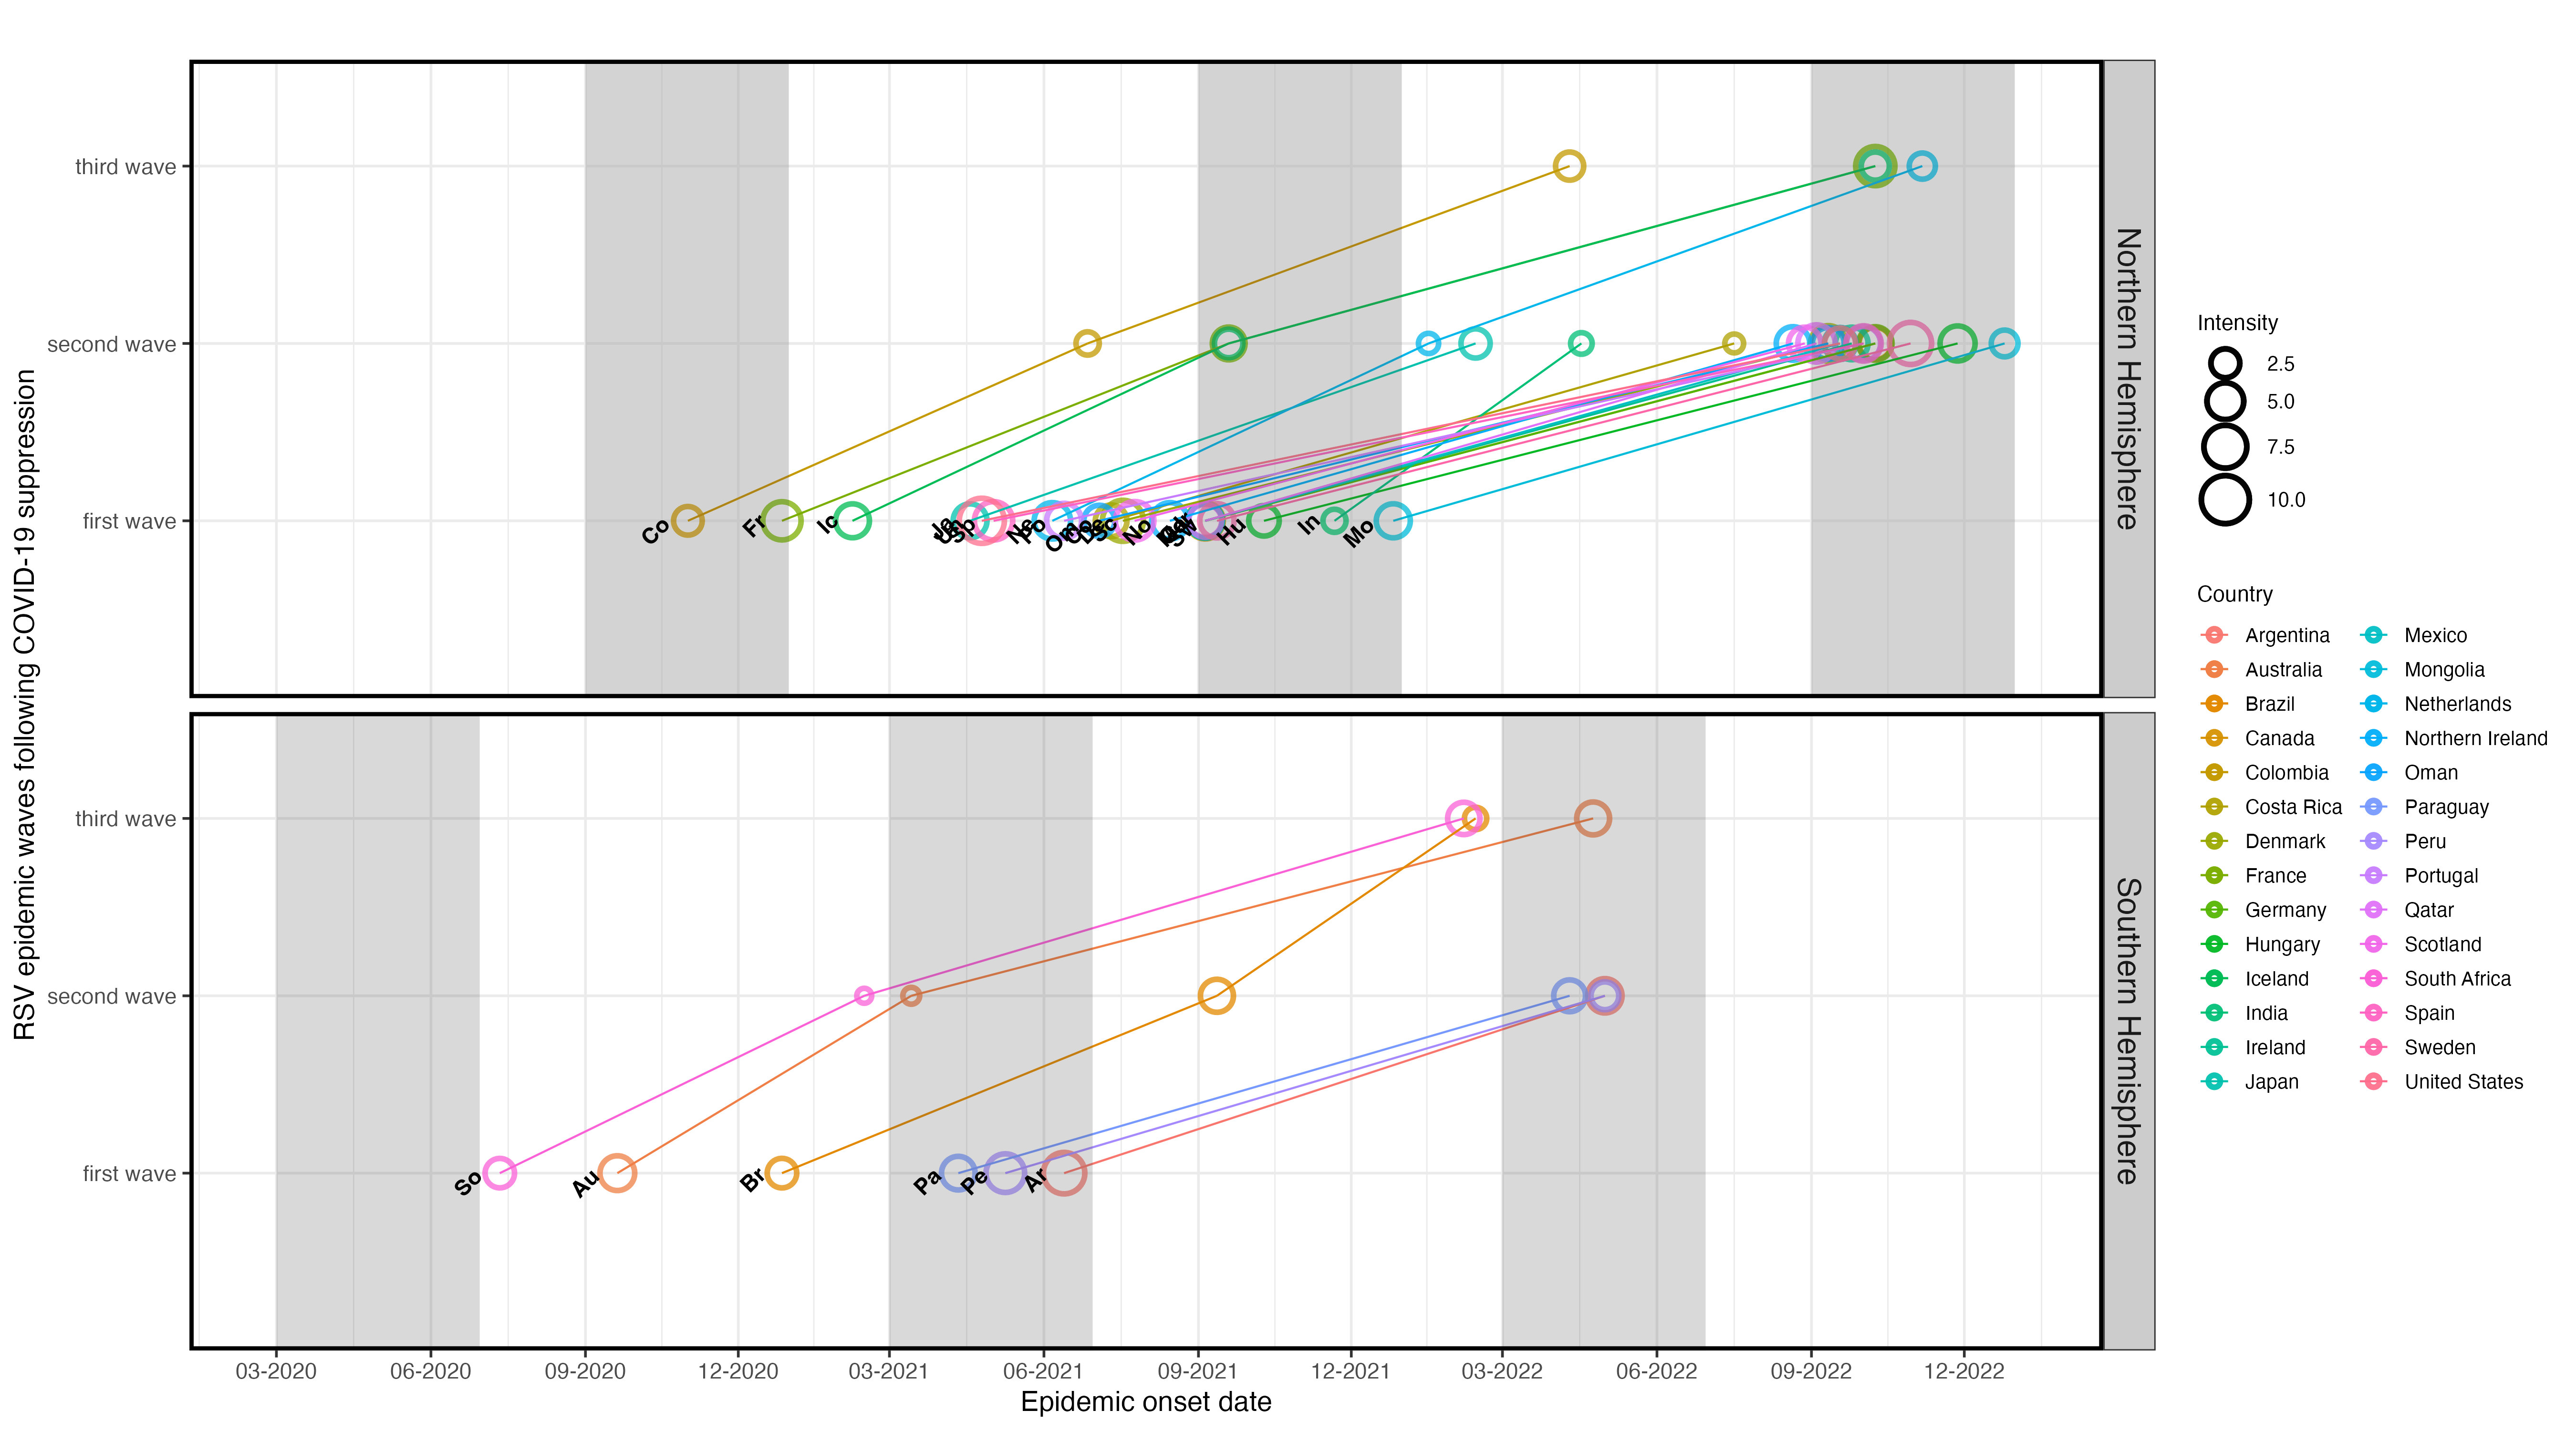 RSV epidemic waves following COVID-19 suppression
third wave
second wave
first wave
Co
Fr
Ic
Sp
No
Hu
In
Mo
Northern Hemisphere
third wave
second wave
first wave
So
Au
Br
Pa
Pe
Ar
Southern Hemisphere
03-2020 06-2020 09-2020 12-2020 03-2021 06-2021 09-2021 12-2021 03-2022 06-2022 09-2022 12-2022
Epidemic onset date
Intensity
2.5
5.0
7.5
10.0
Country
Argentina
Australia
Brazil
Canada
Colombia
Costa Rica
Denmark
France
Germany
Hungary
Iceland
India
Ireland
Japan
Mexico
Mongolia
Netherlands
Northern Ireland
Oman
Paraguay
Peru
Portugal
Qatar
Scotland
South Africa
Spain
Sweden
United States